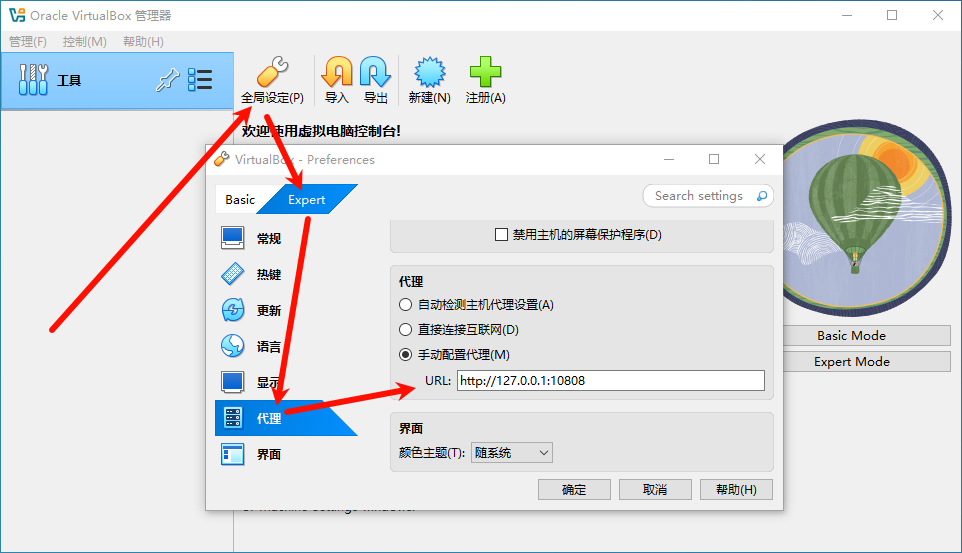 Oracle VirtualBox 管理器
管理(F) 控制(M) 帮助(H)
工具
全局设定(P) 导入 导出 新建(N) 注册(A)
欢迎使用虚拟电脑控制台!
VirtualBox - Preferences
Basic Expert Search settings
常规
热键
更新
语言
显示
代理
界面
禁用主机的屏幕保护程序(D)
代理
自动检测主机代理设置(A)
直接连接互联网(D)
手动配置代理(M)
URL: http://127.0.0.1:10808
界面
颜色主题(T): 随系统
确定 取消 帮助(H)
Basic Mode
Expert Mode